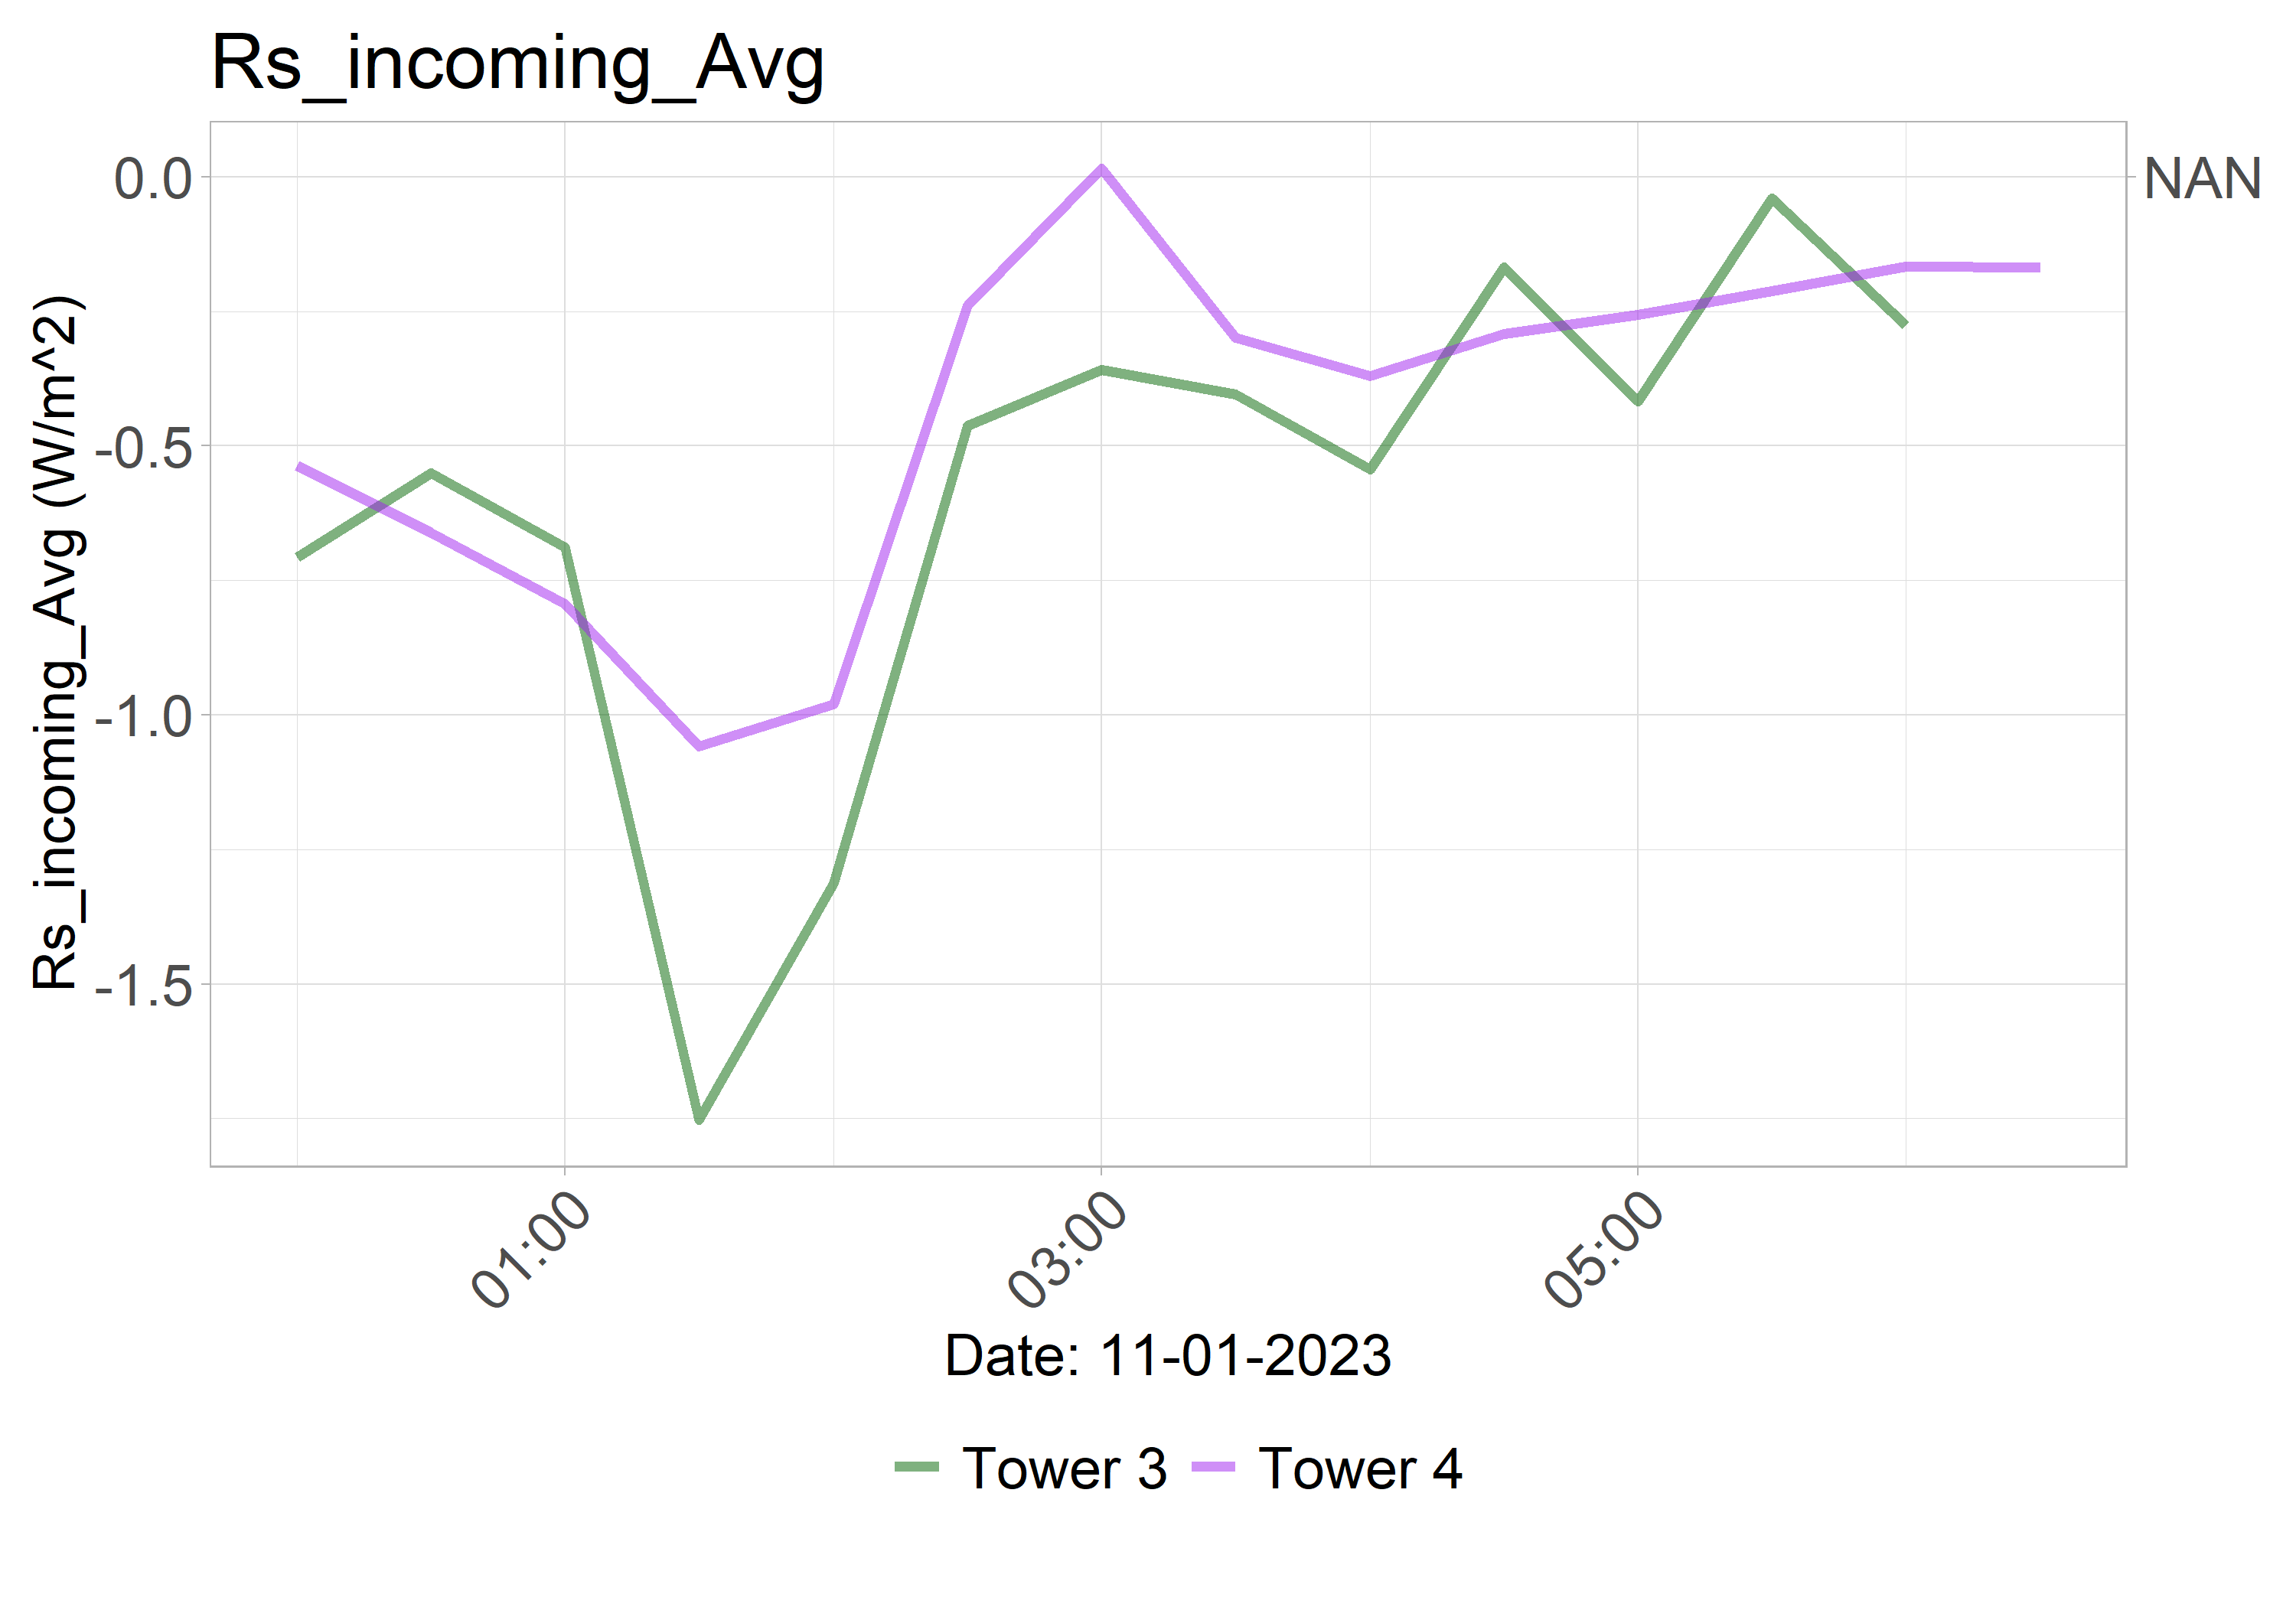 Rs_incoming_Avg
Rs_incoming_Avg (W/m^2)
0.0
-0.5
-1.0
-1.5
NAN
01:00
03:00
05:00
Date: 11-01-2023
Tower 3
Tower 4